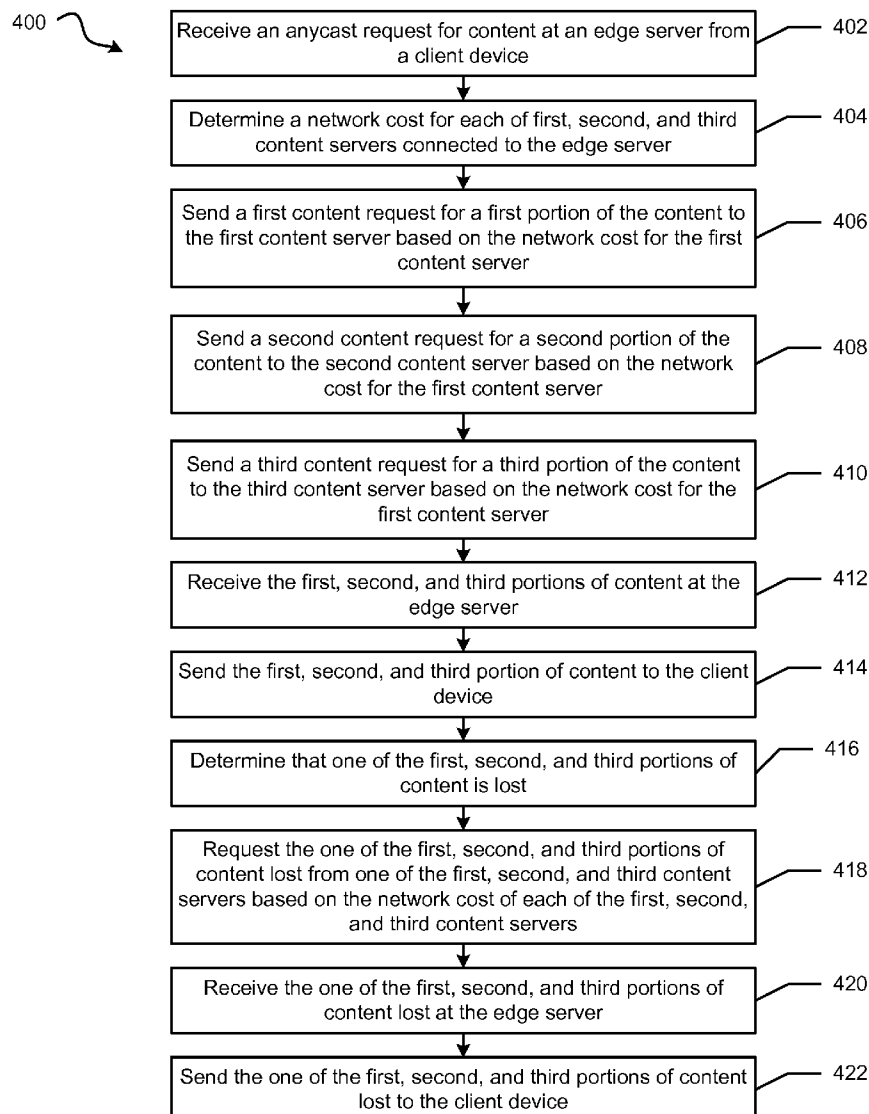 400
Receive an anycast request for content at an edge server from
a client device
402
Determine a network cost for each of first, second, and third
content servers connected to the edge server
404
Send a first content request for a first portion of the content to
the first content server based on the network cost for the first
content server
406
Send a second content request for a second portion of the
content to the second content server based on the network
cost for the first content server
408
Send a third content request for a third portion of the content
to the third content server based on the network cost for the
first content server
410
Receive the first, second, and third portions of content at the
edge server
412
Send the first, second, and third portion of content to the client
device
414
Determine that one of the first, second, and third portions of
content is lost
416
Request the one of the first, second, and third portions of
content lost from one of the first, second, and third content
servers based on the network cost of each of the first, second,
and third content servers
418
Receive the one of the first, second, and third portions of
content lost at the edge server
420
Send the one of the first, second, and third portions of content
lost to the client device
422